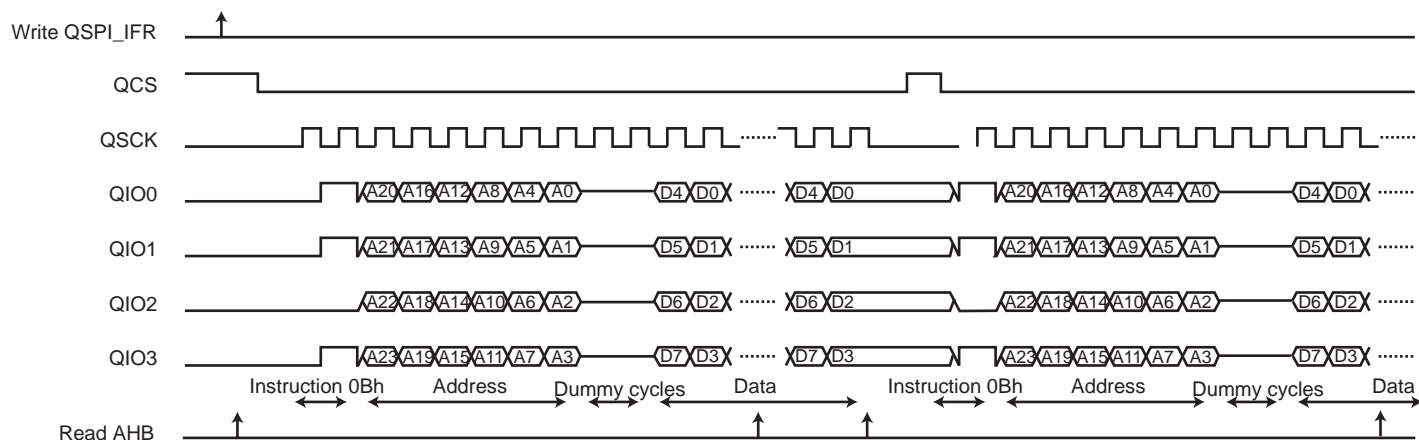 Write QSPI_IFR
QCS
QSCK
QIO0 A20 A16 A12 A8 A4 A0 D4 D0 D4 D0 A20 A16 A12 A8 A4 A0 D4 D0
QIO1 A21 A17 A13 A9 A5 A1 D5 D1 D5 D1 A21 A17 A13 A9 A5 A1 D5 D1
QIO2 A22 A18 A14 A10 A6 A2 D6 D2 D6 D2 A22 A18 A14 A10 A6 A2 D6 D2
QIO3 A23 A19 A15 A11 A7 A3 D7 D3 D7 D3 A23 A19 A15 A11 A7 A3 D7 D3
Instruction 0Bh Address Dummy cycles Data Instruction 0Bh Address Dummy cycles Data
Read AHB